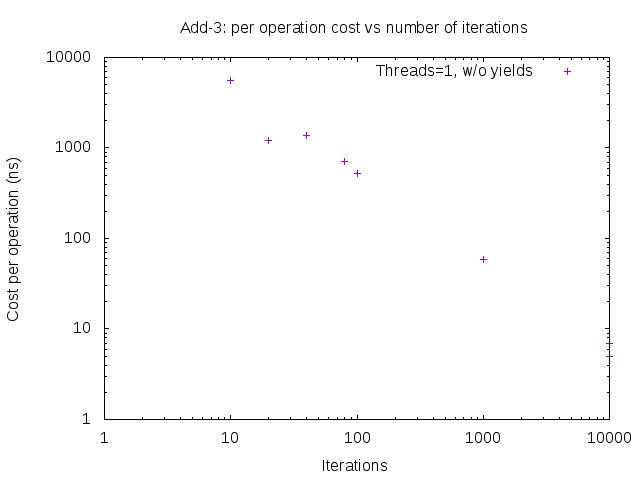 Add-3: per operation cost vs number of iterations
Threads=1, w/o yields
Cost per operation (ns)
10000
1000
100
10
1
1 10 100 1000 10000
Iterations